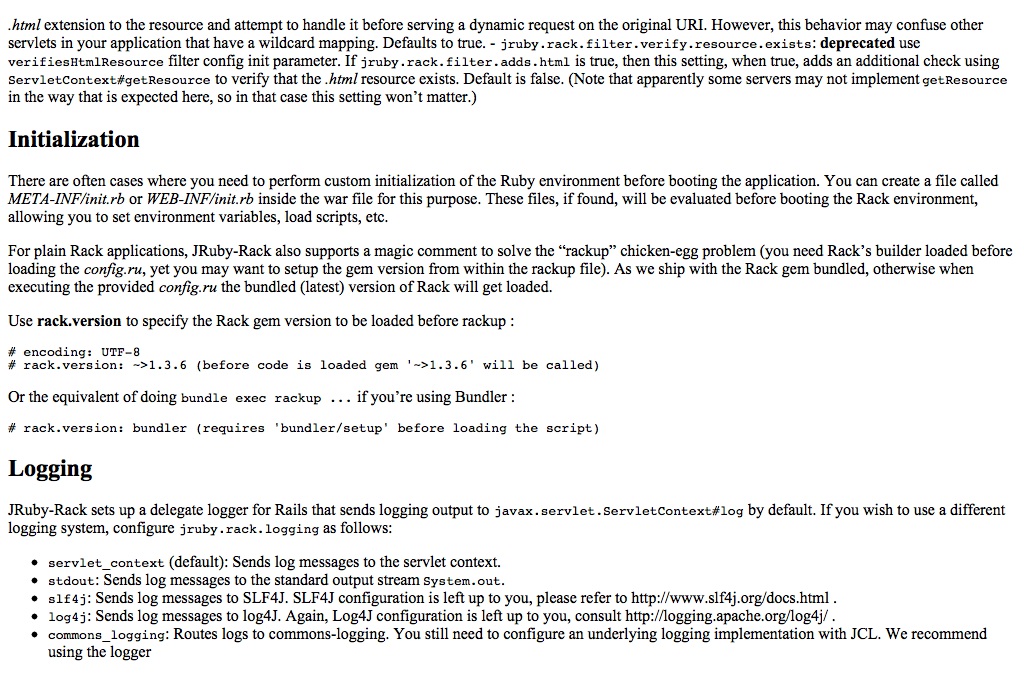 .html extension to the resource and attempt to handle it before serving a dynamic request on the original URI. However, this behavior may confuse other
servlets in your application that have a wildcard mapping. Defaults to true. - jruby.rack.filter.verify.resource.exists: deprecated use
verifiesHtmlResource filter config init parameter. If jruby.rack.filter.adds.html is true, then this setting, when true, adds an additional check using
ServletContext#getResource to verify that the .html resource exists. Default is false. (Note that apparently some servers may not implement getResource
in the way that is expected here, so in that case this setting won’t matter.)
Initialization
There are often cases where you need to perform custom initialization of the Ruby environment before booting the application. You can create a file called
META-INF/init.rb or WEB-INF/init.rb inside the war file for this purpose. These files, if found, will be evaluated before booting the Rack environment,
allowing you to set environment variables, load scripts, etc.
For plain Rack applications, JRuby-Rack also supports a magic comment to solve the “rackup” chicken-egg problem (you need Rack’s builder loaded before
loading the config.ru, yet you may want to setup the gem version from within the rackup file). As we ship with the Rack gem bundled, otherwise when
executing the provided config.ru the bundled (latest) version of Rack will get loaded.
Use rack.version to specify the Rack gem version to be loaded before rackup :
# encoding: UTF-8
# rack.version: ~>1.3.6 (before code is loaded gem '~>1.3.6' will be called)
Or the equivalent of doing bundle exec rackup ... if you’re using Bundler :
# rack.version: bundler (requires 'bundler/setup' before loading the script)
Logging
JRuby-Rack sets up a delegate logger for Rails that sends logging output to javax.servlet.ServletContext#log by default. If you wish to use a different
logging system, configure jruby.rack.logging as follows:
• servlet_context (default): Sends log messages to the servlet context.
• stdout: Sends log messages to the standard output stream System.out.
• slf4j: Sends log messages to SLF4J. SLF4J configuration is left up to you, please refer to http://www.slf4j.org/docs.html .
• log4j: Sends log messages to log4J. Again, Log4J configuration is left up to you, consult http://logging.apache.org/log4j/ .
• commons_logging: Routes logs to commons-logging. You still need to configure an underlying logging implementation with JCL. We recommend
using the logger